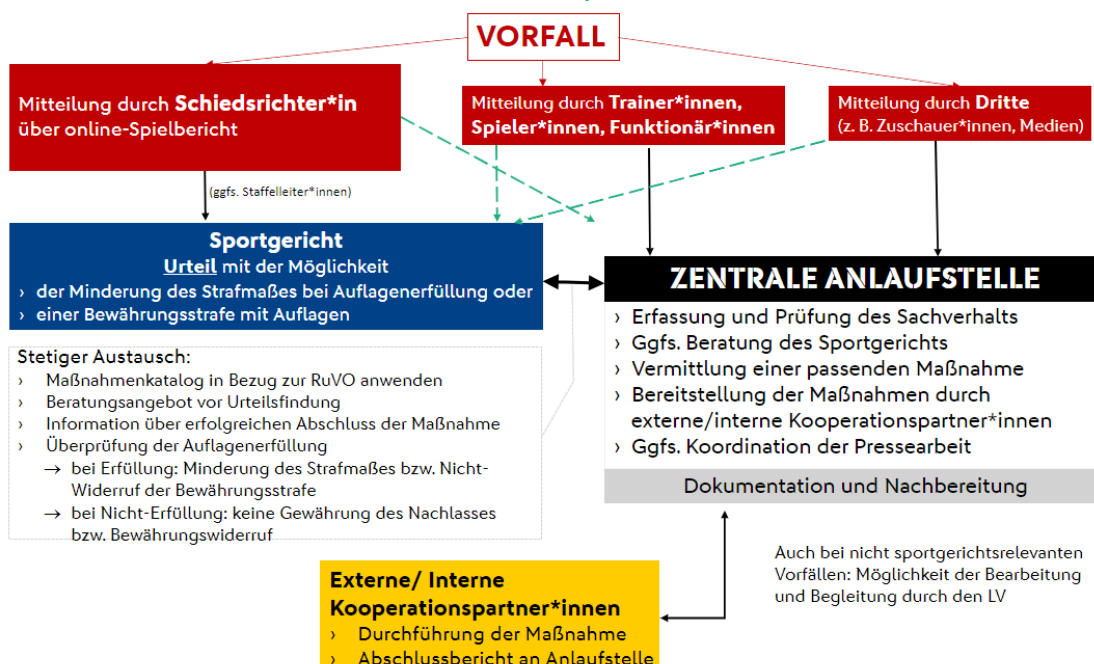 VORFALL
Mitteilung durch Schiedsrichter*in
über online-Spielbericht
Mitteilung durch Trainer*innen,
Spieler*innen, Funktionär*innen
Mitteilung durch Dritte
(z. B. Zuschauer*innen, Medien)
(ggfs. Staffelleiter*innen)
Sportgericht
Urteil mit der Möglichkeit
› der Minderung des Strafmaßes bei Auflagenerfüllung oder
› einer Bewährungsstrafe mit Auflagen
ZENTRALE ANLAUFSTELLE
› Erfassung und Prüfung des Sachverhalts
› Ggfs. Beratung des Sportgerichts
› Vermittlung einer passenden Maßnahme
› Bereitstellung der Maßnahmen durch
externe/interne Kooperationspartner*innen
› Ggfs. Koordination der Pressearbeit
Dokumentation und Nachbereitung
Stetiger Austausch:
› Maßnahmenkatalog in Bezug zur RuVO anwenden
› Beratungsangebot vor Urteilsfindung
› Information über erfolgreichen Abschluss der Maßnahme
› Überprüfung der Auflagenerfüllung
→ bei Erfüllung: Minderung des Strafmaßes bzw. Nicht-
Widerruf der Bewährungsstrafe
→ bei Nicht-Erfüllung: keine Gewährung des Nachlasses
bzw. Bewährungswiderruf
Auch bei nicht sportgerichtsrelevanten
Vorfällen: Möglichkeit der Bearbeitung
und Begleitung durch den LV
Externe/ Interne
Kooperationspartner*innen
› Durchführung der Maßnahme
› Abschlussbericht an Anlaufstelle